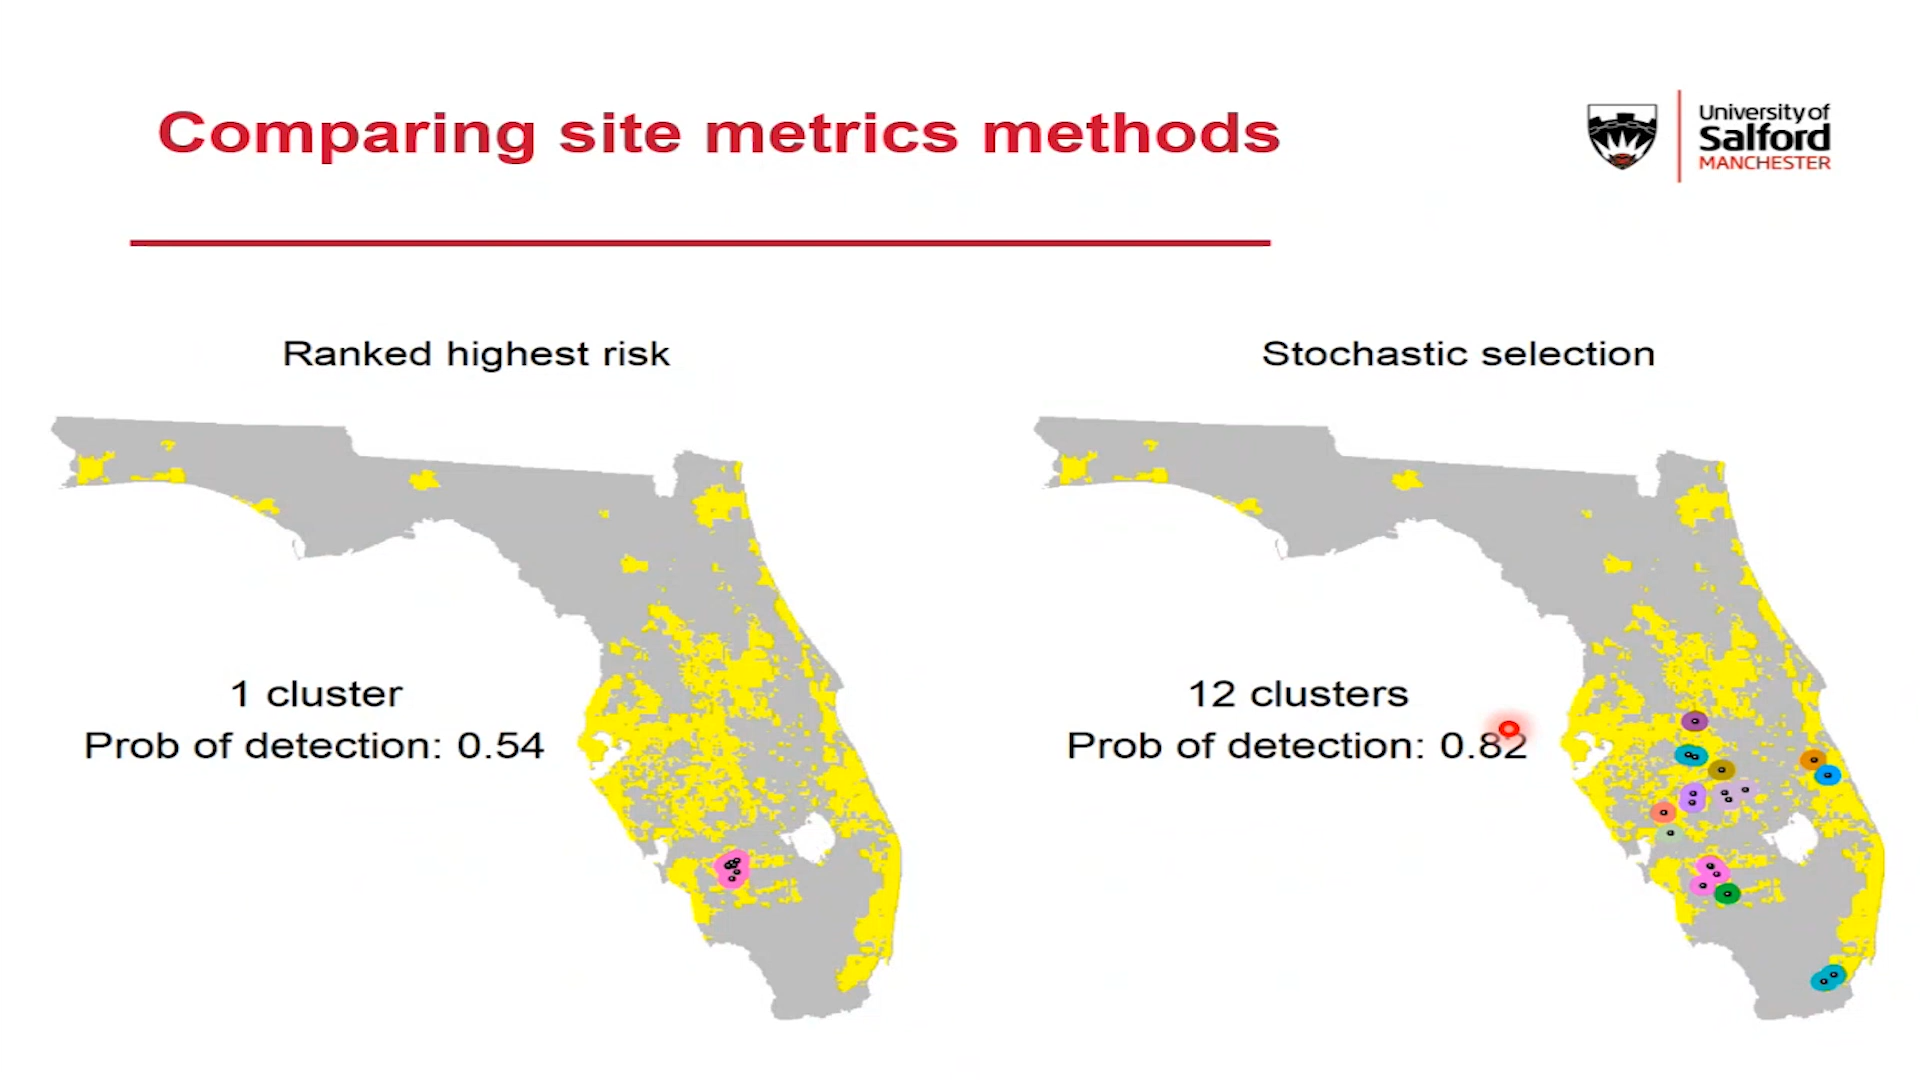 Comparing site metrics methods
University of
Salford
MANCHESTER
Ranked highest risk
Stochastic selection
1 cluster
Prob of detection: 0.54
12 clusters
Prob of detection: 0.82